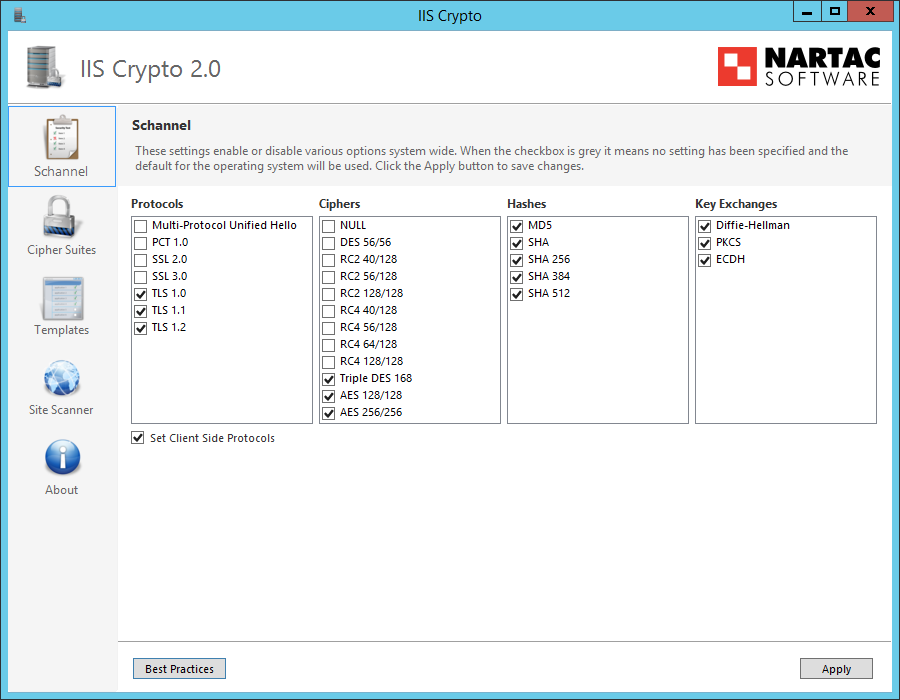 IIS Crypto
IIS Crypto 2.0
NARTAC
SOFTWARE
Schannel
Cipher Suites
Templates
Site Scanner
About
Schannel
These settings enable or disable various options system wide. When the checkbox is grey it means no setting has been specified and the
default for the operating system will be used. Click the Apply button to save changes.
Protocols
Multi-Protocol Unified Hello
PCT 1.0
SSL 2.0
SSL 3.0
TLS 1.0
TLS 1.1
TLS 1.2
Ciphers
NULL
DES 56/56
RC2 40/128
RC2 56/128
RC2 128/128
RC4 40/128
RC4 56/128
RC4 64/128
RC4 128/128
Triple DES 168
AES 128/128
AES 256/256
Hashes
MD5
SHA
SHA 256
SHA 384
SHA 512
Key Exchanges
Diffie-Hellman
PKCS
ECDH
Set Client Side Protocols
Best Practices
Apply